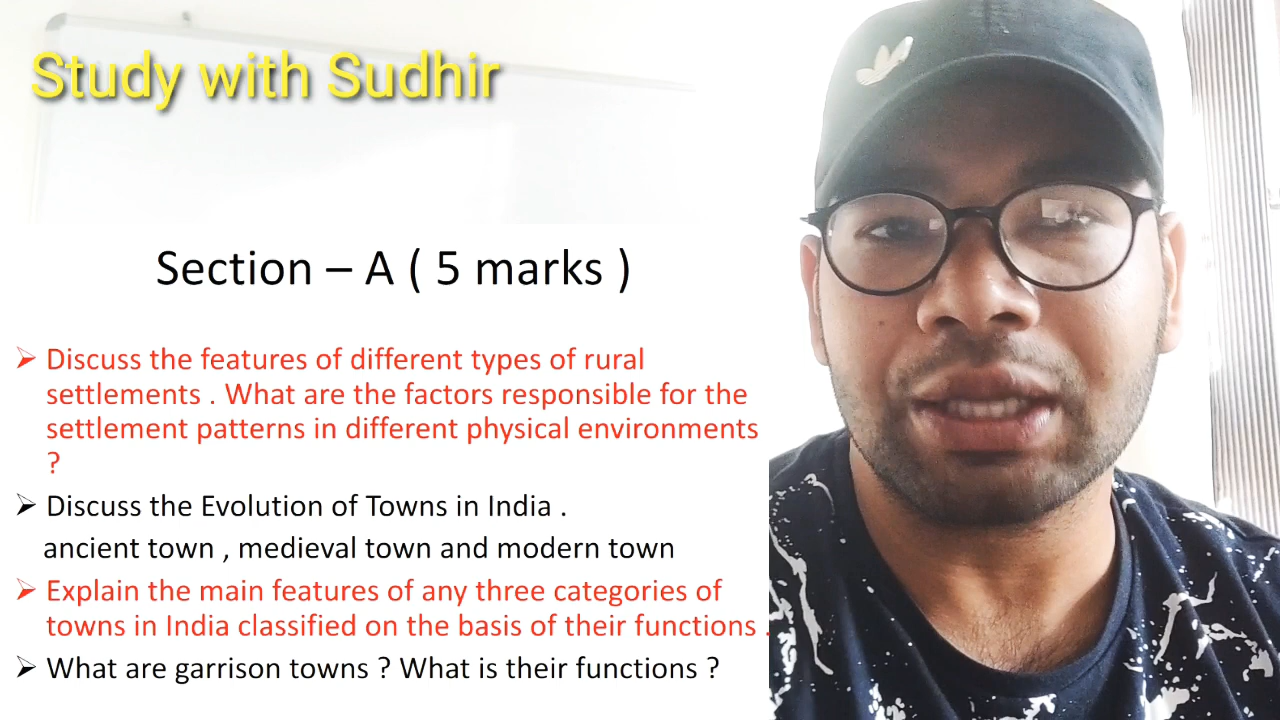 Study with Sudhir
Section – A ( 5 marks )
➢ Discuss the features of different types of rural
settlements . What are the factors responsible for the
settlement patterns in different physical environments
?
➢ Discuss the Evolution of Towns in India .
ancient town , medieval town and modern town
➢ Explain the main features of any three categories of
towns in India classified on the basis of their functions .
➢ What are garrison towns ? What is their functions ?